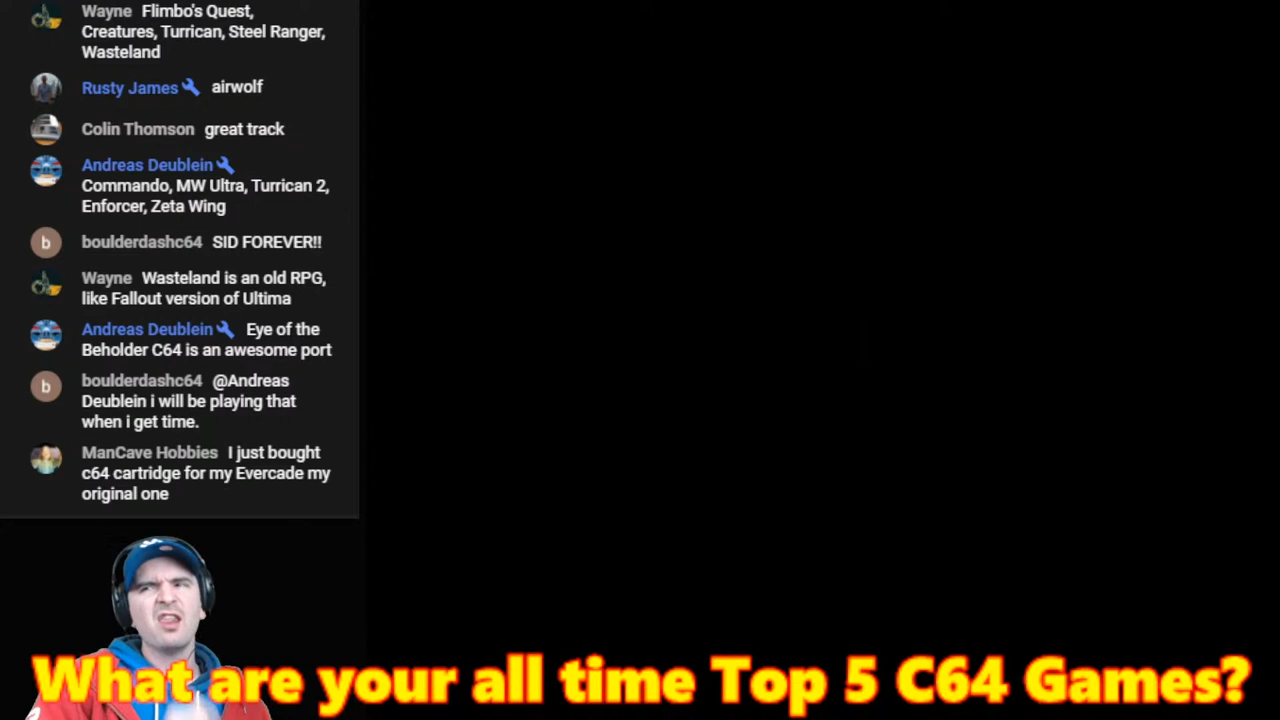 Wayne Flimbo's Quest,
Creatures, Turrican, Steel Ranger,
Wasteland
Rusty James airwolf
Colin Thomson great track
Andreas Deublein
Commando, MW Ultra, Turrican 2,
Enforcer, Zeta Wing
b boulderdashc64 SID FOREVER!!
Wayne Wasteland is an old RPG,
like Fallout version of Ultima
Andreas Deublein Eye of the
Beholder C64 is an awesome port
b boulderdashc64 @Andreas
Deublein i will be playing that
when i get time.
ManCave Hobbies I just bought
c64 cartridge for my Evercade my
original one
What are your all time Top 5 C64 Games?